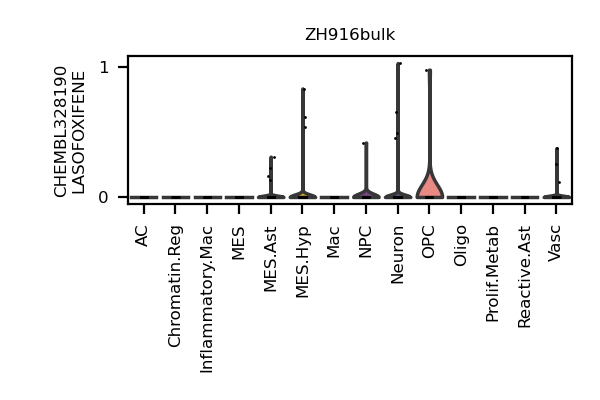 ZH916bulk
CHEMBL328190
LASOFOXIFENE
1
0
AC
Chromatin.Reg
Inflammatory.Mac
MES
MES.Ast
MES.Hyp
Mac
NPC
Neuron
OPC
Oligo
Prolif.Metab
Reactive.Ast
Vasc